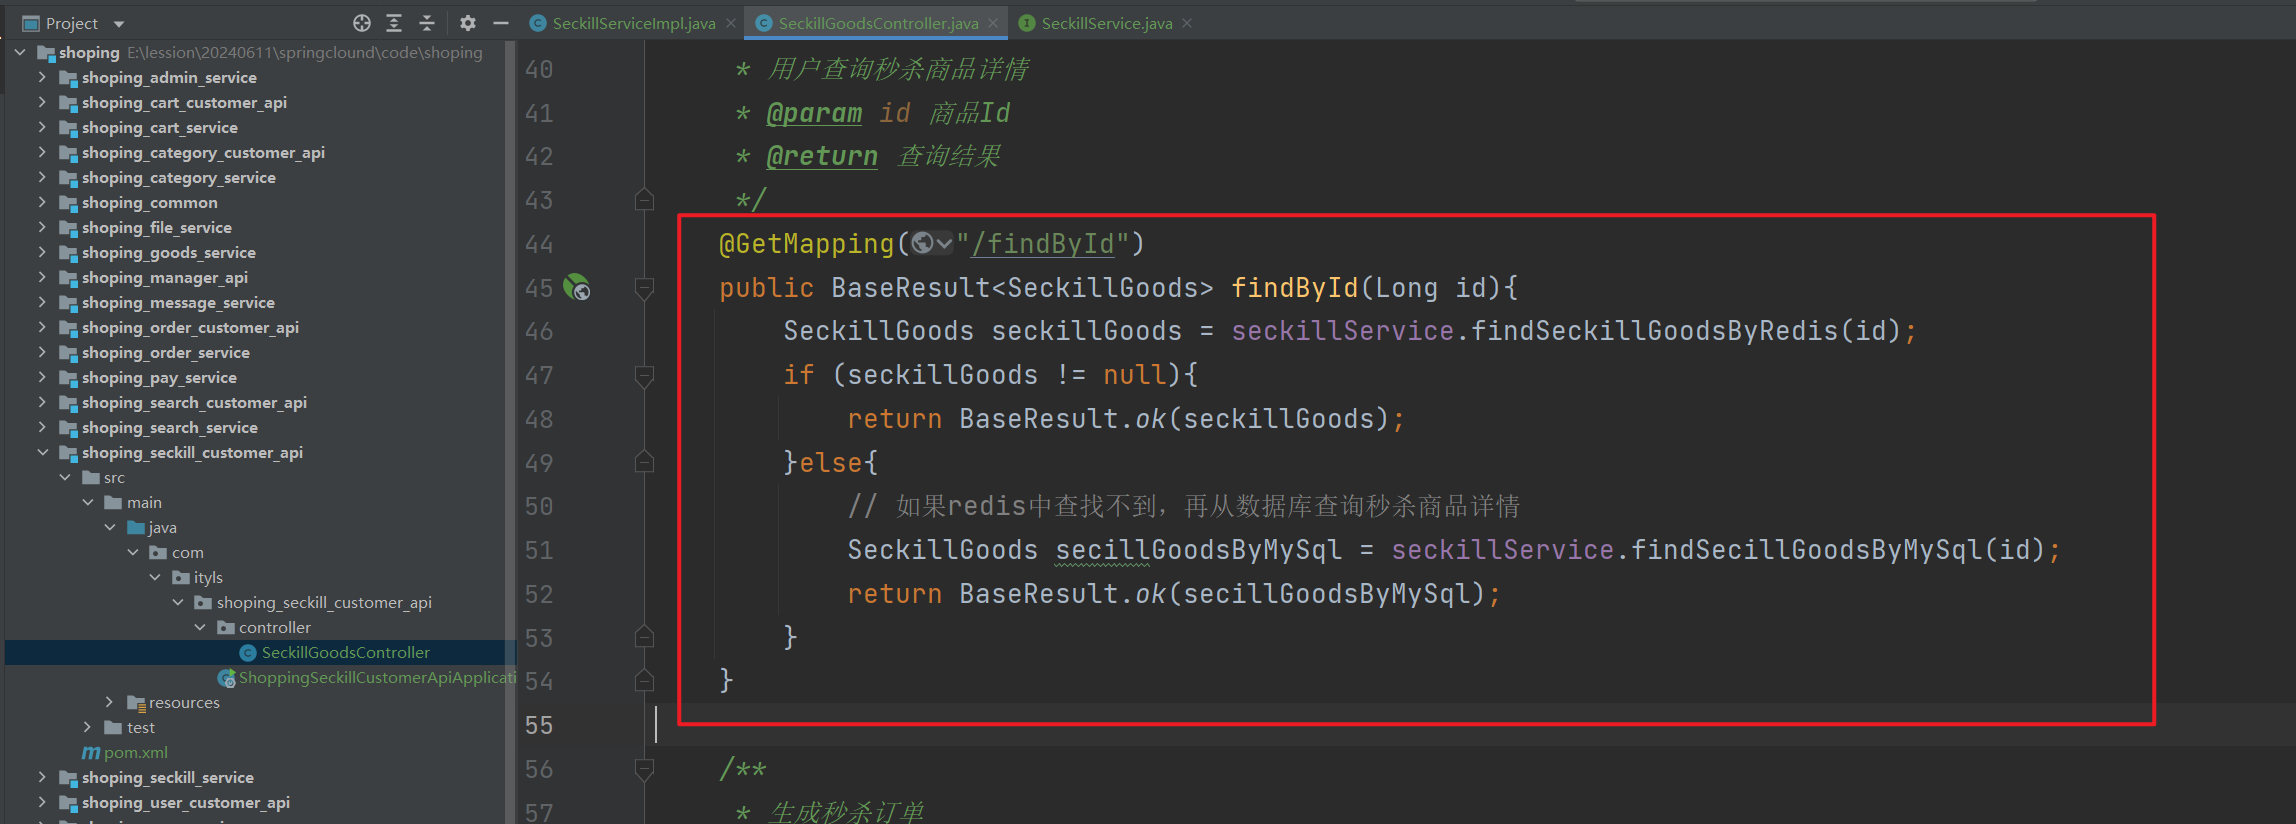 Project
SeckillServiceImpl.java
SeckillGoodsController.java
SeckillService.java
shoping E:\lession\20240611\springclound\code\shoping
shoping_admin_service
shoping_cart_customer_api
shoping_cart_service
shoping_category_customer_api
shoping_category_service
shoping_common
shoping_file_service
shoping_goods_service
shoping_manager_api
shoping_message_service
shoping_order_customer_api
shoping_order_service
shoping_pay_service
shoping_search_customer_api
shoping_search_service
shoping_seckill_customer_api
src
main
java
com
ityls
shoping_seckill_customer_api
controller
SeckillGoodsController
ShoppingSeckillCustomerApiApplicati
resources
test
pom.xml
shoping_seckill_service
shoping_user_customer_api
40 * 用户查询秒杀商品详情
41 * @param id 商品Id
42 * @return 查询结果
43 */
44 @GetMapping("/findById")
45 public BaseResult<SeckillGoods> findById(Long id){
46 SeckillGoods seckillGoods = seckillService.findSeckillGoodsByRedis(id);
47 if (seckillGoods != null){
48 return BaseResult.ok(seckillGoods);
49 }else{
50 // 如果redis中查找不到，再从数据库查询秒杀商品详情
51 SeckillGoods secillGoodsByMySql = seckillService.findSecillGoodsByMySql(id);
52 return BaseResult.ok(secillGoodsByMySql);
53 }
54 }
55
56 /**
57 * 生成秒杀订单